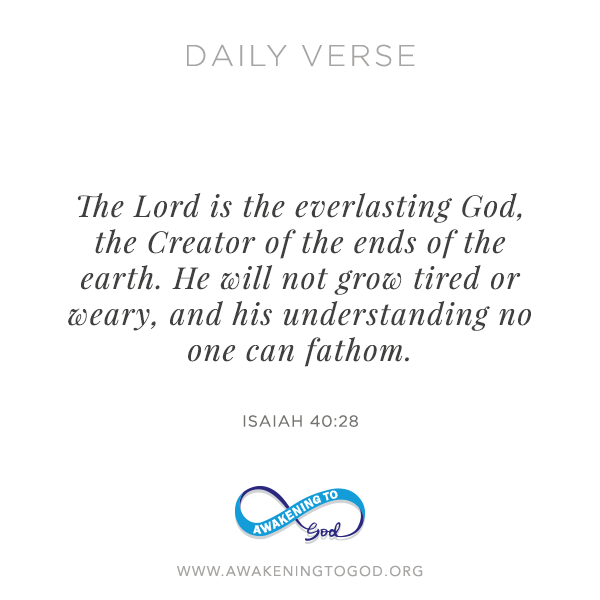 DAILY VERSE
The Lord is the everlasting God,
the Creator of the ends of the
earth. He will not grow tired or
weary, and his understanding no
one can fathom.
ISAIAH 40:28
AWAKENING TO
God
WWW.AWAKENINGTOGOD.ORG